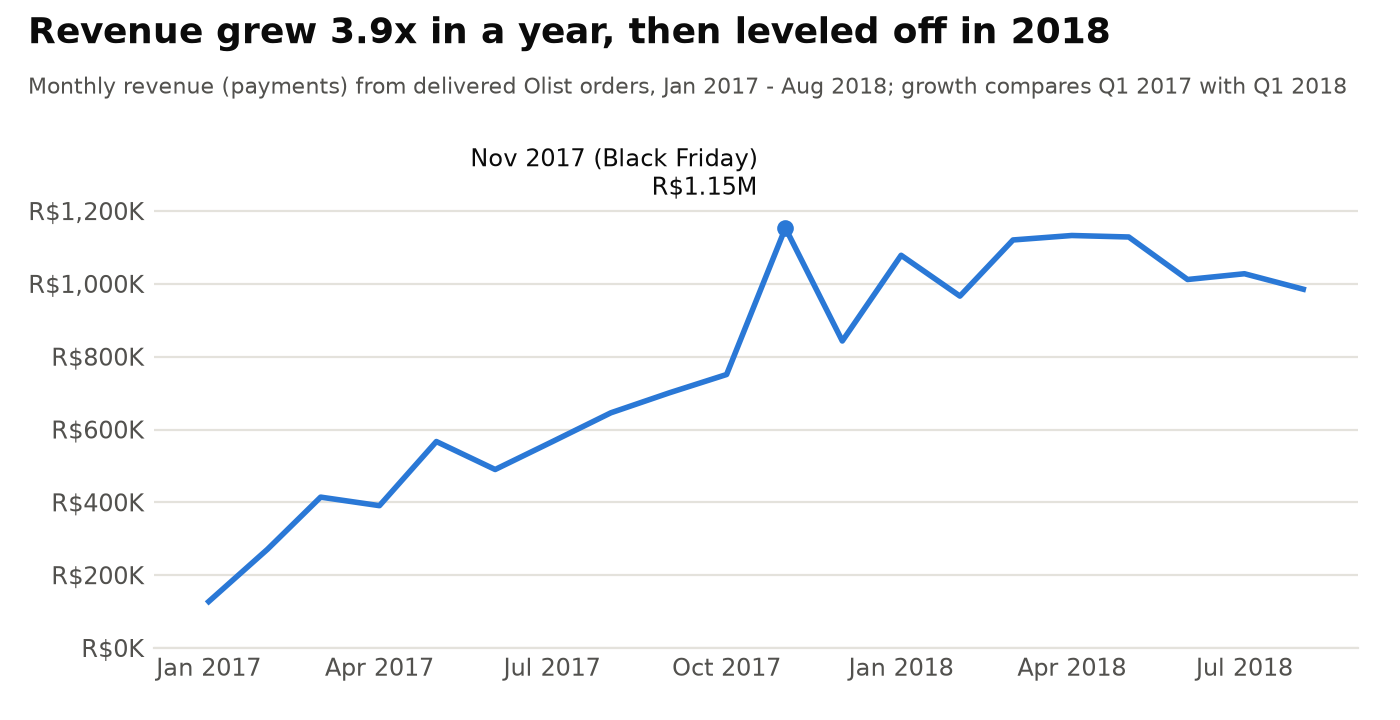 Revenue grew 3.9x in a year, then leveled off in 2018
Monthly revenue (payments) from delivered Olist orders, Jan 2017 - Aug 2018; growth compares Q1 2017 with Q1 2018
Nov 2017 (Black Friday)
R$1.15M
R$1,200K
R$1,000K
R$800K
R$600K
R$400K
R$200K
R$0K
Jan 2017 Apr 2017 Jul 2017 Oct 2017 Jan 2018 Apr 2018 Jul 2018